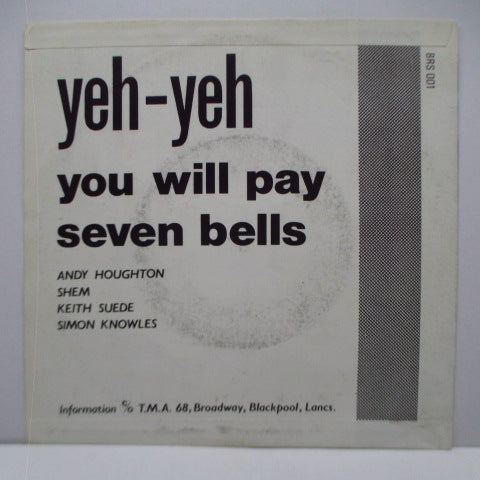 yeh-yeh
you will pay
seven bells
ANDY HOUGHTON
SHEM
KEITH SUEDE
SIMON KNOWLES
Information c/o T.M.A. 68, Broadway, Blackpool, Lancs.
BRS 001